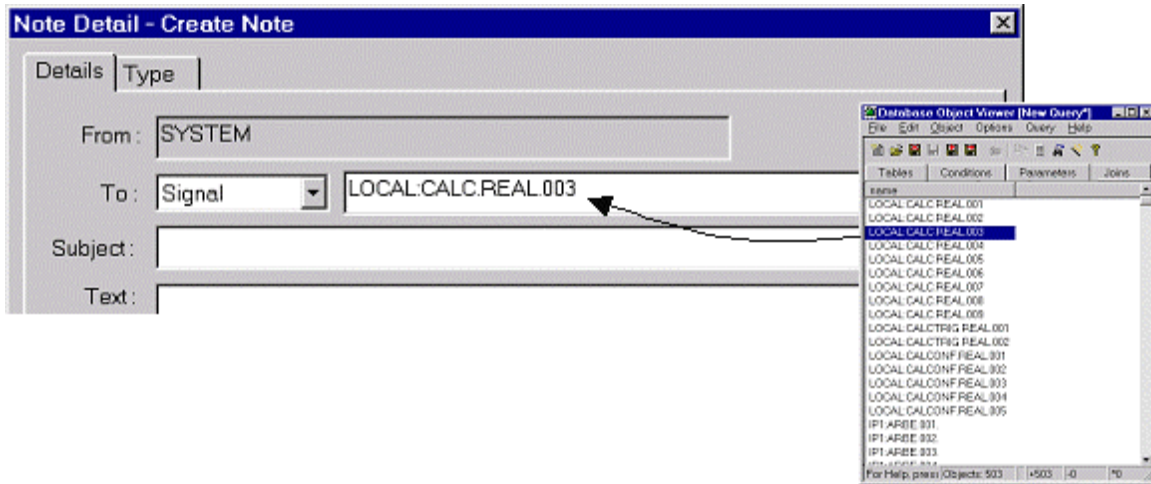 Note Detail - Create Note
Details Type
From : SYSTEM
To : Signal LOCAL:CALC.REAL.003
Subject :
Text :
Database Object Viewer [New Query*]
File Edit Object Options Query Help
Tables Conditions Parameters Joins
name
LOCAL:CALC.REAL.001
LOCAL:CALC.REAL.002
LOCAL:CALC.REAL.003
LOCAL:CALC.REAL.004
LOCAL:CALC.REAL.005
LOCAL:CALC.REAL.006
LOCAL:CALC.REAL.007
LOCAL:CALC.REAL.008
LOCAL:CALC.REAL.009
LOCAL:CALCTRIG.REAL.001
LOCAL:CALCTRIG.REAL.002
LOCAL:CALCONF.REAL.001
LOCAL:CALCONF.REAL.002
LOCAL:CALCONF.REAL.003
LOCAL:CALCONF.REAL.004
LOCAL:CALCONF.REAL.005
IP1:ARBE.001.
IP1:ARBE.002.
IP1:ARBE.003.
For Help, press Objects: 503 +503 -0 *0